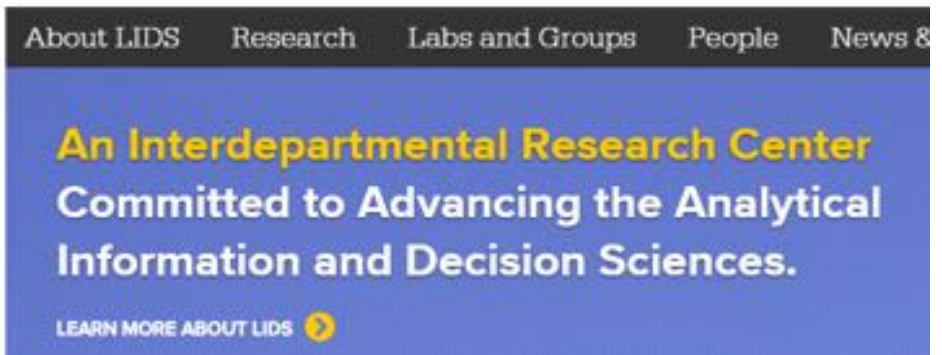 About LIDS Research Labs and Groups People News &
An Interdepartmental Research Center
Committed to Advancing the Analytical
Information and Decision Sciences.
LEARN MORE ABOUT LIDS